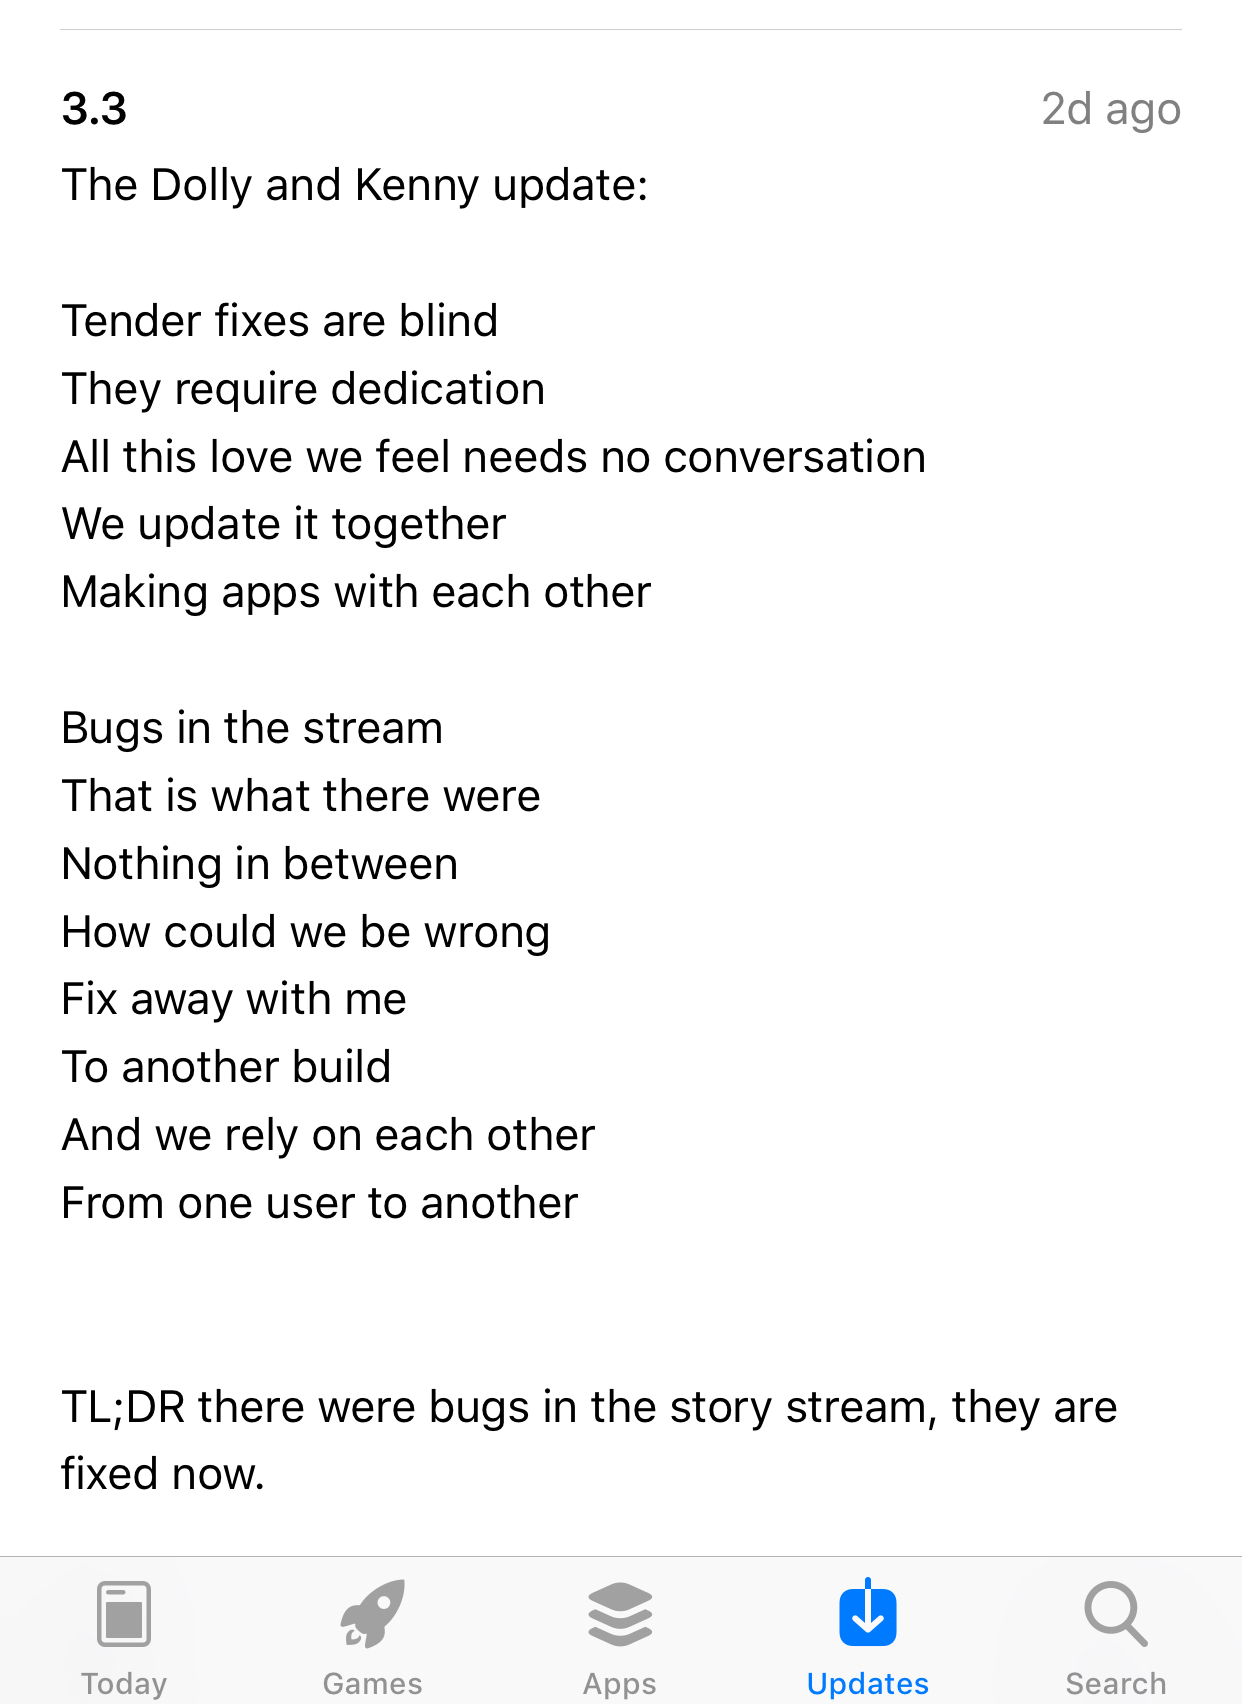 3.3
2d ago
The Dolly and Kenny update:
Tender fixes are blind
They require dedication
All this love we feel needs no conversation
We update it together
Making apps with each other
Bugs in the stream
That is what there were
Nothing in between
How could we be wrong
Fix away with me
To another build
And we rely on each other
From one user to another
TL;DR there were bugs in the story stream, they are
fixed now.
Today
Games
Apps
Updates
Search